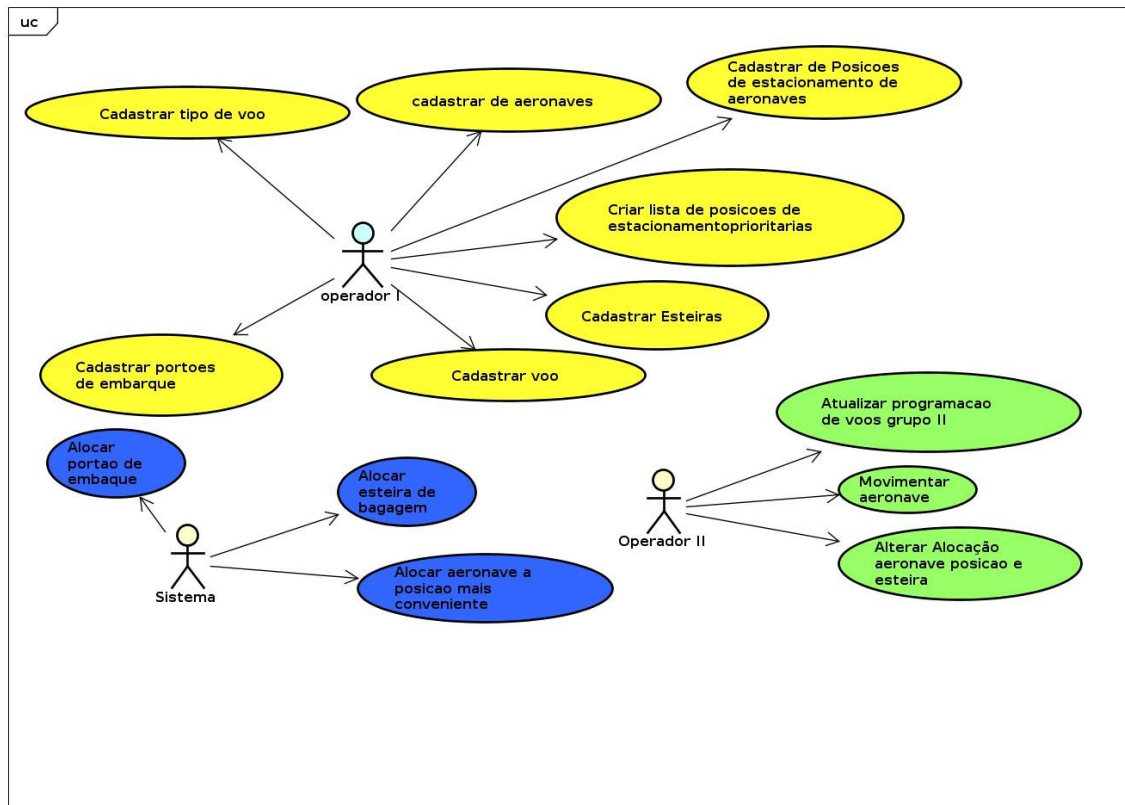 uc
Cadastrar tipo de voo
cadastrar de aeronaves
Cadastrar de Posicoes
de estacionamento de
aeronaves
Criar lista de posicoes de
estacionamentoprioritarias
operador I
Cadastrar Esteiras
Cadastrar portoes
de embarque
Cadastrar voo
Atualizar programacao
de voos grupo II
Alocar
portao de
embaque
Alocar
esteira de
bagagem
Movimentar
aeronave
Operador II
Alterar Alocação
aeronave posicao e
esteira
Sistema
Alocar aeronave a
posicao mais
conveniente